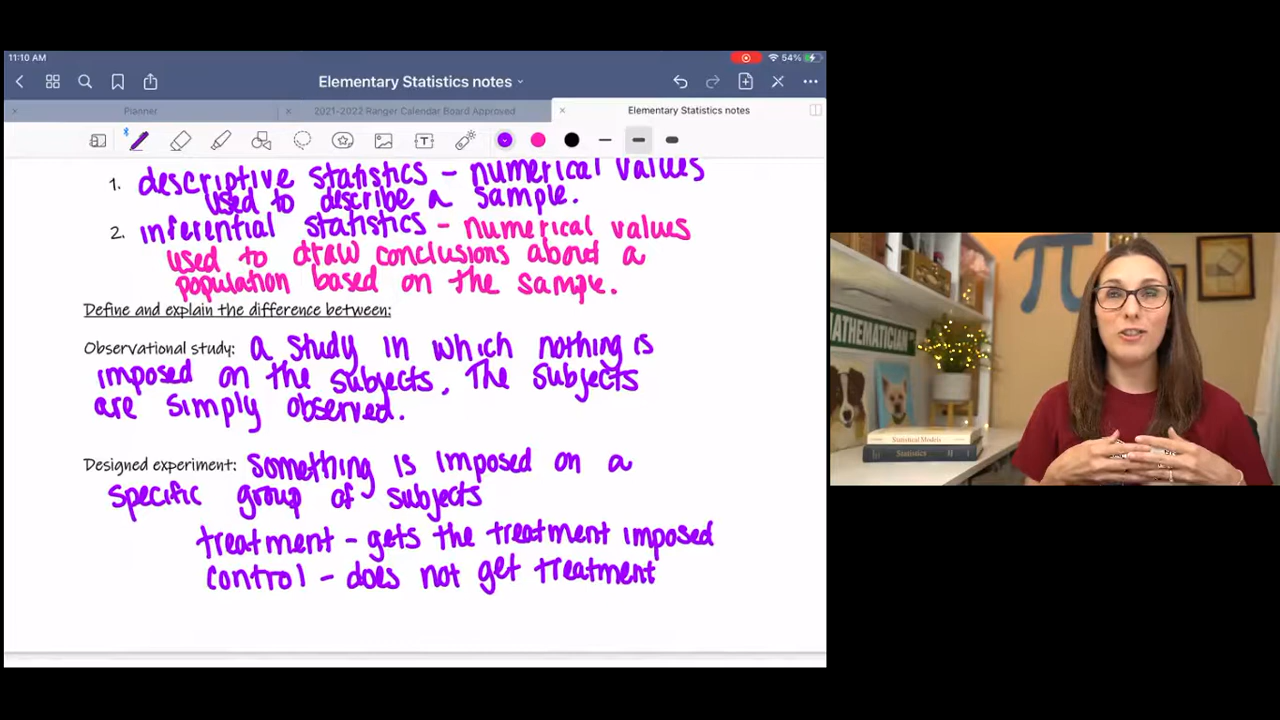 11:10 AM
54%
Elementary Statistics notes
Planner
2021-2022 Ranger Calendar Board Approved
Elementary Statistics notes
1. descriptive statistics - numerical values
used to describe a sample.
2. inferential statistics - numerical values
used to draw conclusions about a
population based on the sample.
Define and explain the difference between:
Observational study: a study in which nothing is
imposed on the subjects. The subjects
are simply observed.
Designed experiment: something is imposed on a
specific group of subjects
treatment - gets the treatment imposed
control - does not get treatment
MATHEMATICIAN
Statistical Models
Statistics